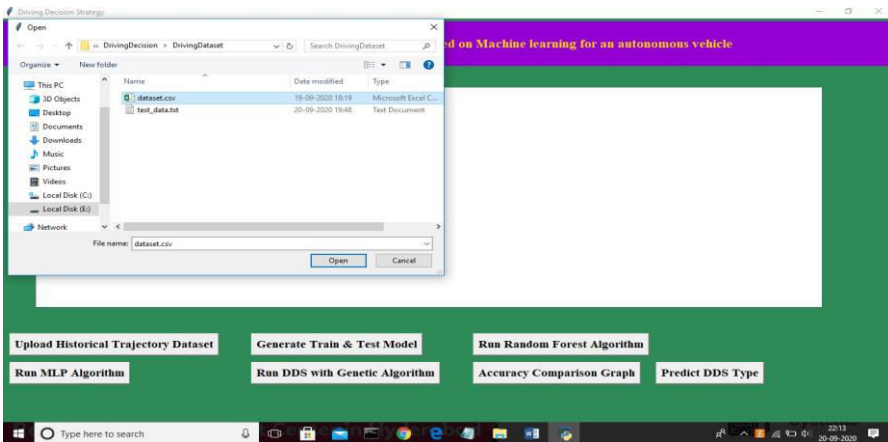 Driving Decision Strategy
Open
« DrivingDecision › DrivingDataset
Search DrivingDataset
ed on Machine learning for an autonomous vehicle
Organize
New folder
Name
Date modified
Type
This PC
3D Objects
Desktop
Documents
Downloads
Music
Pictures
Videos
Local Disk (C:)
Local Disk (E:)
Network
dataset.csv
19-09-2020 18:19
Microsoft Excel C...
test_data.txt
20-09-2020 19:48
Text Document
File name:
dataset.csv
Open
Cancel
Upload Historical Trajectory Dataset
Generate Train & Test Model
Run Random Forest Algorithm
Run MLP Algorithm
Run DDS with Genetic Algorithm
Accuracy Comparison Graph
Predict DDS Type
Type here to search
22:13
20-09-2020